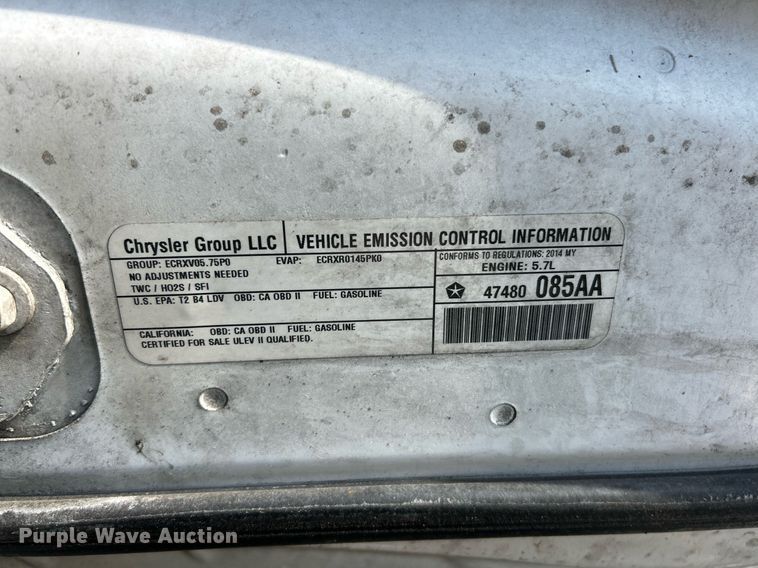 Chrysler Group LLC
VEHICLE EMISSION CONTROL INFORMATION
GROUP: ECRXV05.75P0 EVAP: ECRXR0145PK0
NO ADJUSTMENTS NEEDED
TWC / HO2S / SFI
CONFORMS TO REGULATIONS: 2014 MY
ENGINE: 5.7L
U.S. EPA: T2 B4 LDV OBD: CA OBD II FUEL: GASOLINE
47480 085AA
CALIFORNIA: OBD: CA OBD II FUEL: GASOLINE
CERTIFIED FOR SALE ULEV II QUALIFIED.
Purple Wave Auction